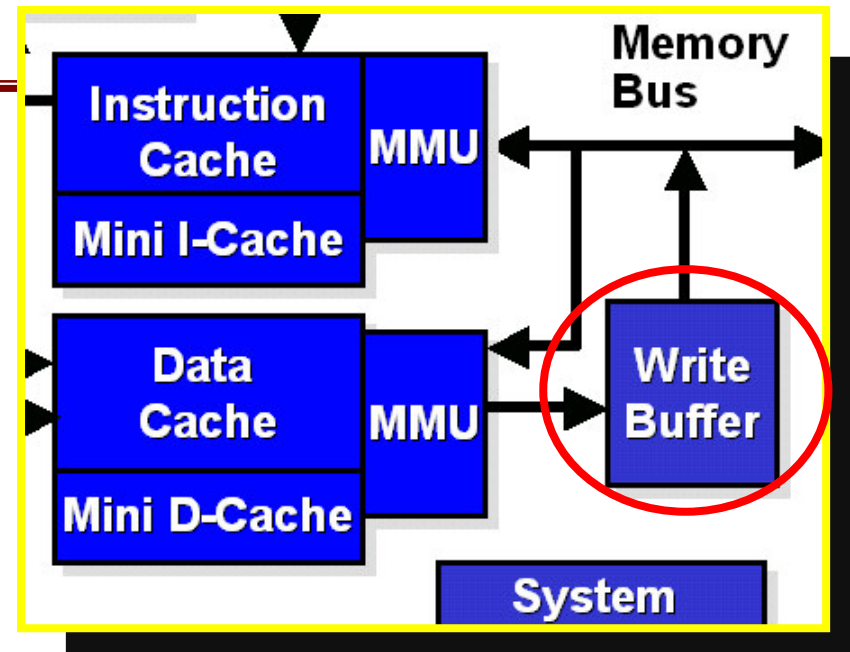 Memory
Bus
Instruction
Cache
MMU
Mini I-Cache
Data
Cache
MMU
Mini D-Cache
Write
Buffer
System